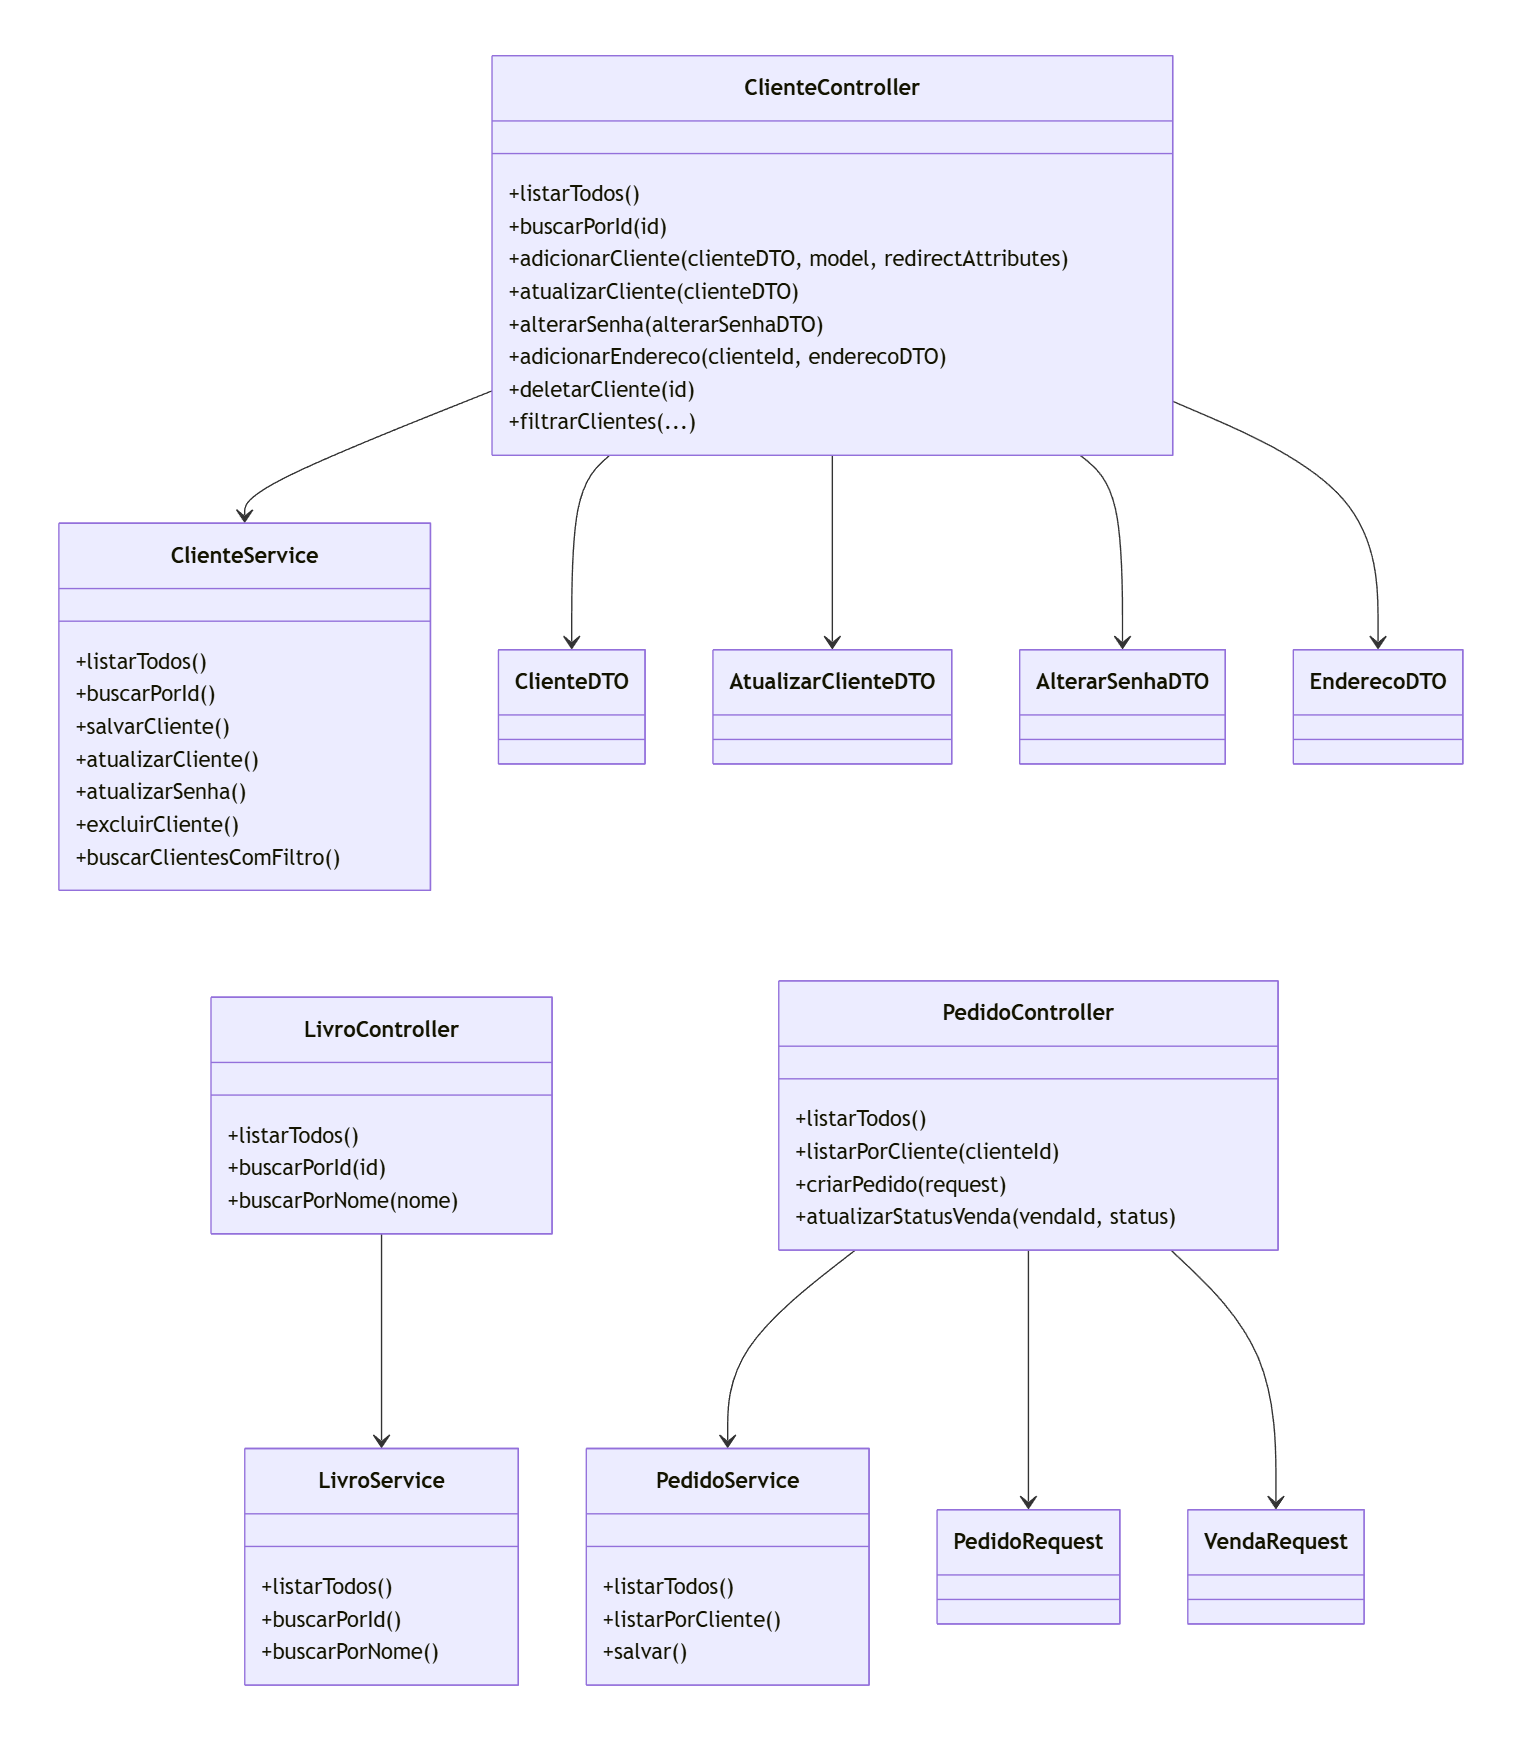 ClienteController
+listarTodos()
+buscarPorId(id)
+adicionarCliente(clienteDTO, model, redirectAttributes)
+atualizarCliente(clienteDTO)
+alterarSenha(alterarSenhaDTO)
+adicionarEndereco(clienteId, enderecoDTO)
+deletarCliente(id)
+filtrarClientes(...)
ClienteService
+listarTodos()
+buscarPorId()
+salvarCliente()
+atualizarCliente()
+atualizarSenha()
+excluirCliente()
+buscarClientesComFiltro()
ClienteDTO
AtualizarClienteDTO
AlterarSenhaDTO
EnderecoDTO
LivroController
+listarTodos()
+buscarPorId(id)
+buscarPorNome(nome)
PedidoController
+listarTodos()
+listarPorCliente(clienteId)
+criarPedido(request)
+atualizarStatusVenda(vendaId, status)
LivroService
+listarTodos()
+buscarPorId()
+buscarPorNome()
PedidoService
+listarTodos()
+listarPorCliente()
+salvar()
PedidoRequest
VendaRequest